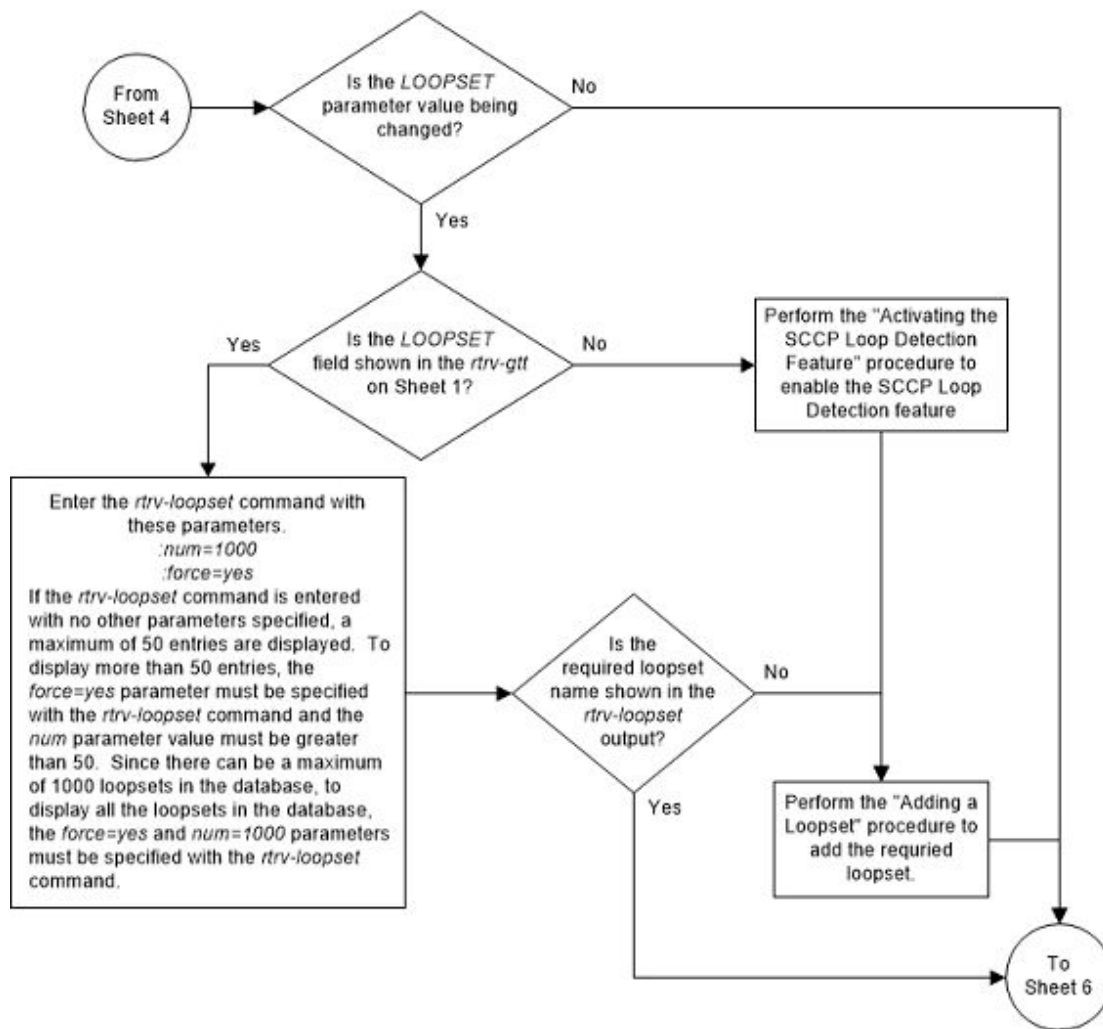 From
Sheet 4
Is the LOOPSET
parameter value being
changed?
No
Yes
Is the LOOPSET
field shown in the rtrv-gtt
on Sheet 1?
Yes
No
Perform the "Activating the
SCCP Loop Detection
Feature" procedure to
enable the SCCP Loop
Detection feature
Enter the rtrv-loopset command with
these parameters.
:num=1000
:force=yes
If the rtrv-loopset command is entered
with no other parameters specified, a
maximum of 50 entries are displayed. To
display more than 50 entries, the
force=yes parameter must be specified
with the rtrv-loopset command and the
num parameter value must be greater
than 50. Since there can be a maximum
of 1000 loopsets in the database, to
display all the loopsets in the database,
the force=yes and num=1000 parameters
must be specified with the rtrv-loopset
command.
Is the
required loopset
name shown in the
rtrv-loopset
output?
No
Yes
Perform the "Adding a
Loopset" procedure to
add the requried
loopset.
To
Sheet 6